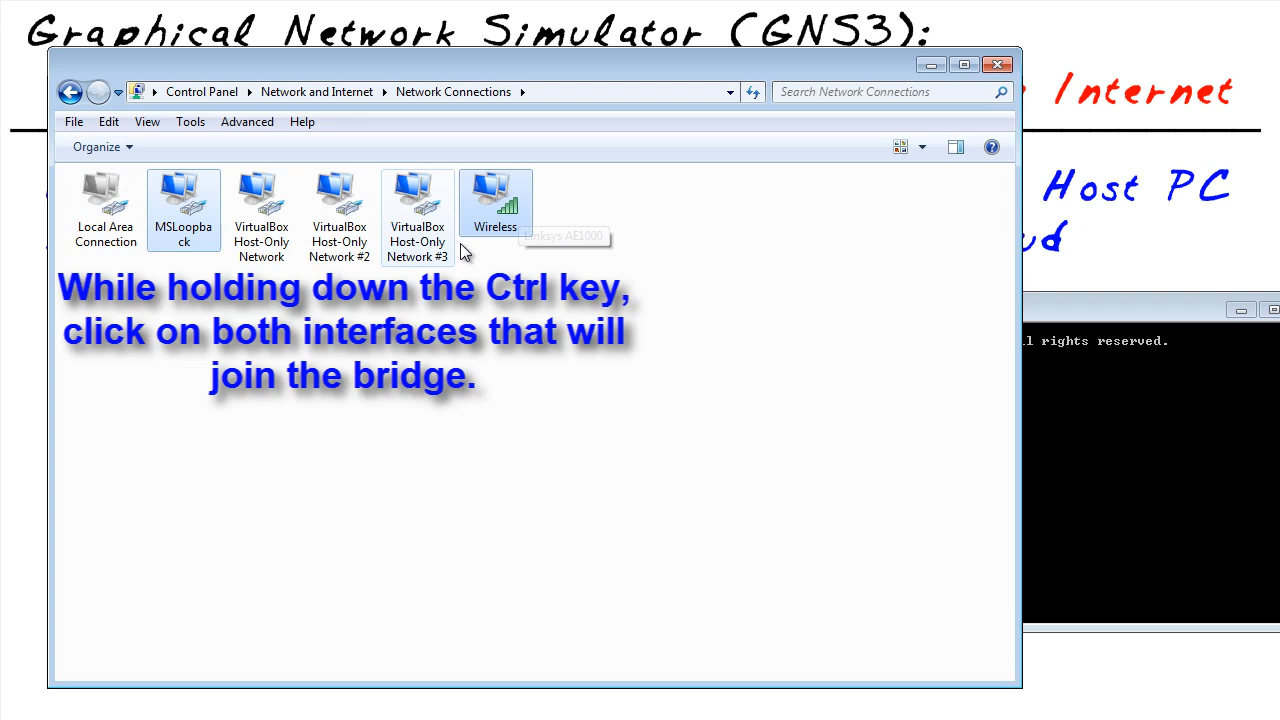 Graphical Network Simulator (GNS3):
Internet
Host PC
Control Panel
Network and Internet
Network Connections
Search Network Connections
File
Edit
View
Tools
Advanced
Help
Organize
Local Area
Connection
MSLoopba
ck
VirtualBox
Host-Only
Network
VirtualBox
Host-Only
Network #2
VirtualBox
Host-Only
Network #3
Wireless
Linksys AE1000
While holding down the Ctrl key,
click on both interfaces that will
join the bridge.
rights reserved.